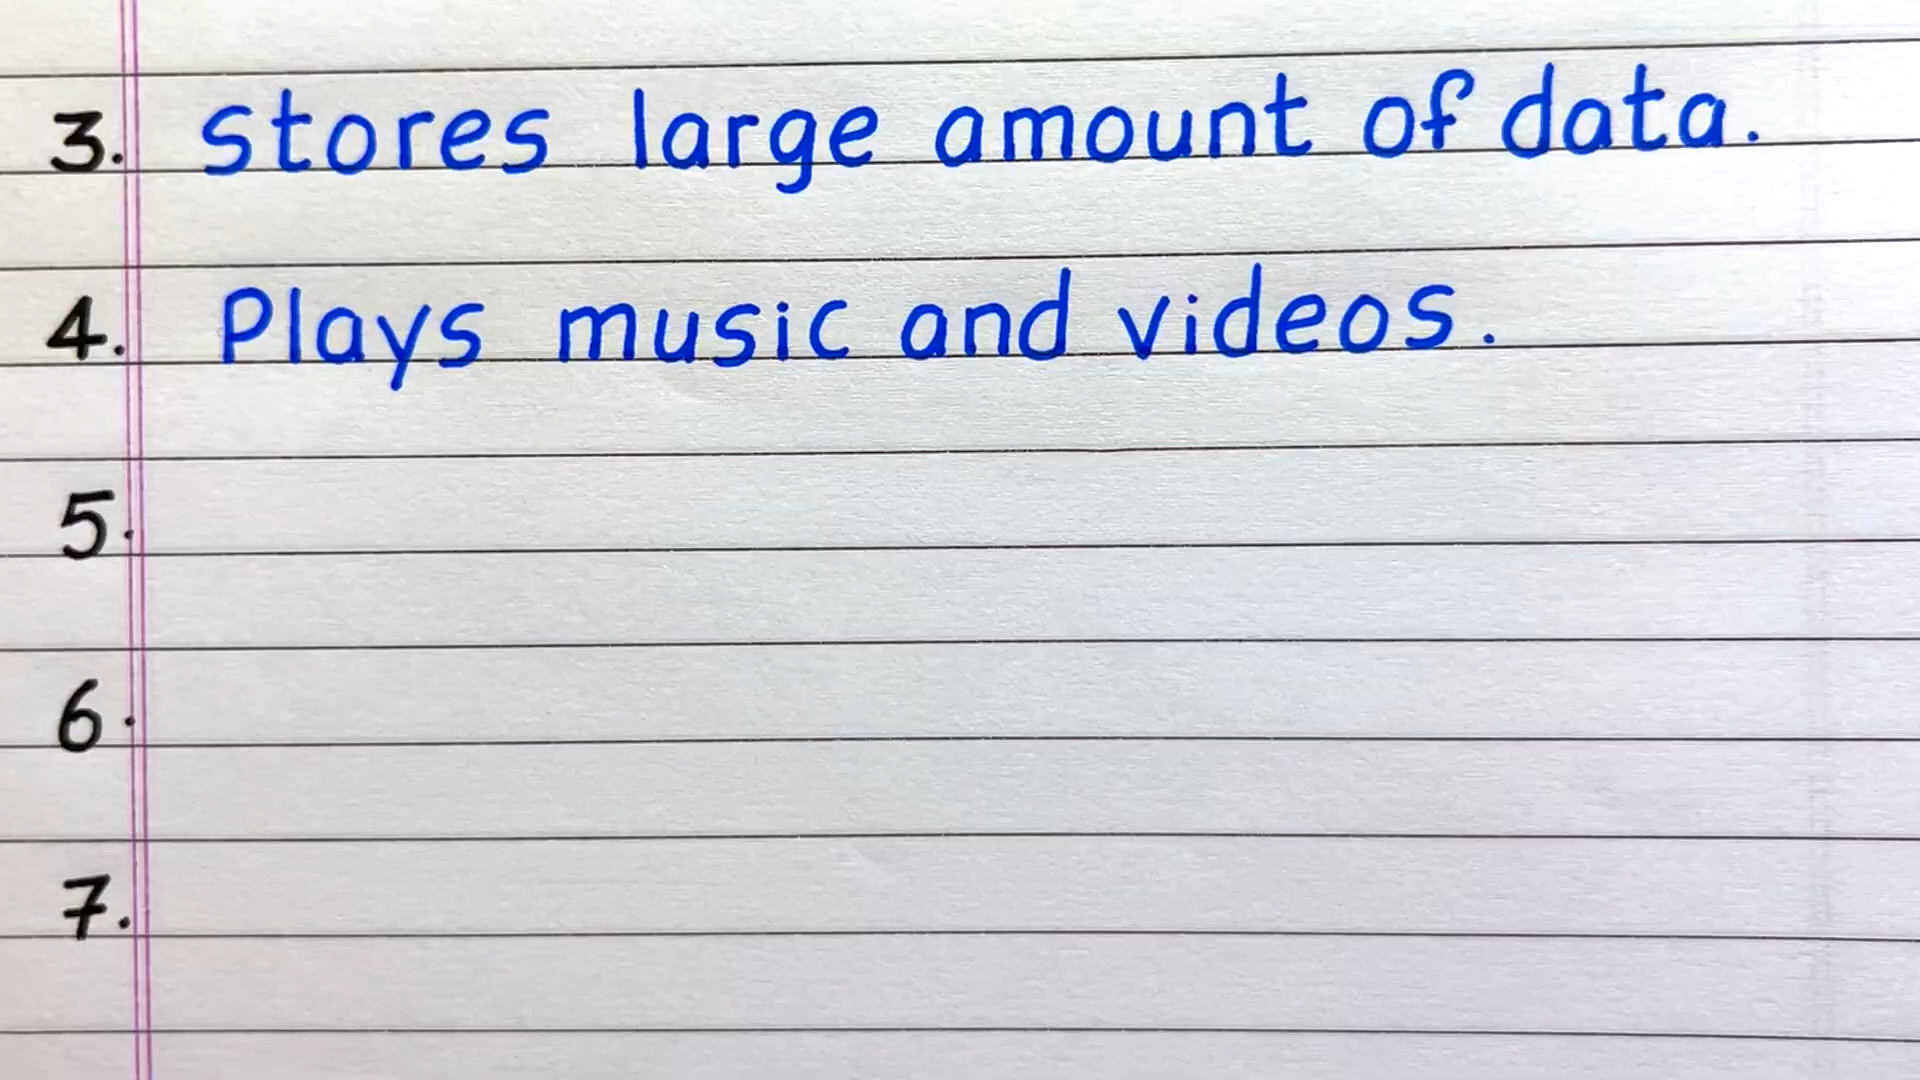 3. Stores large amount of data.
4. Plays music and videos.
5.
6.
7.